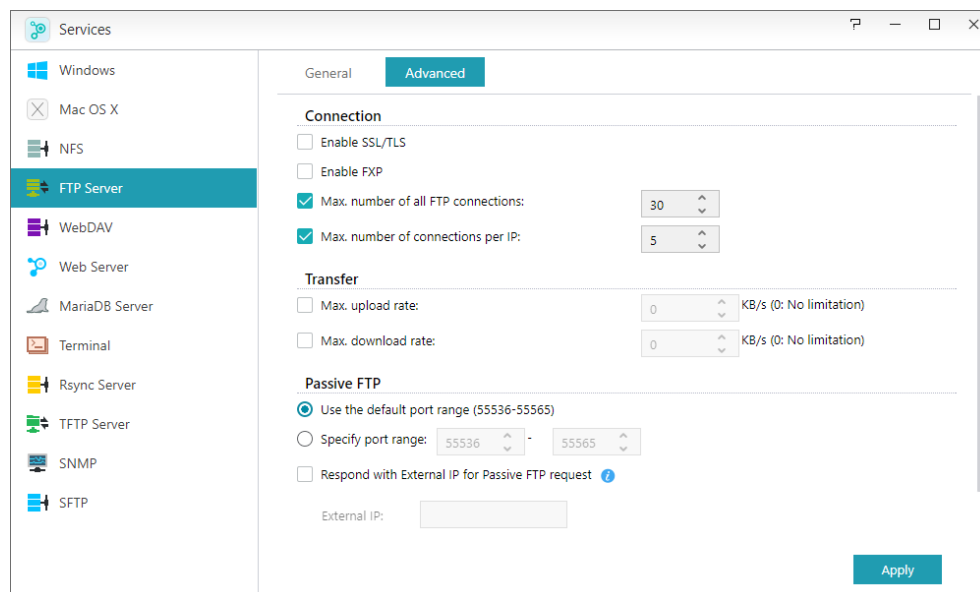 Services
Windows
Mac OS X
NFS
FTP Server
WebDAV
Web Server
MariaDB Server
Terminal
Rsync Server
TFTP Server
SNMP
SFTP
General Advanced
Connection
Enable SSL/TLS
Enable FXP
Max. number of all FTP connections: 30
Max. number of connections per IP: 5
Transfer
Max. upload rate: 0 KB/s (0: No limitation)
Max. download rate: 0 KB/s (0: No limitation)
Passive FTP
Use the default port range (55536-55565)
Specify port range: 55536 - 55565
Respond with External IP for Passive FTP request
External IP:
Apply